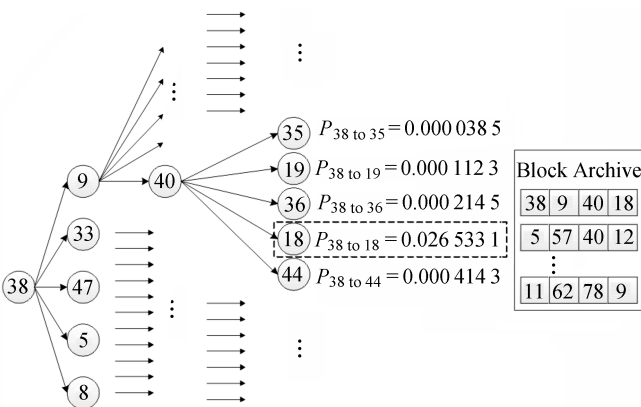 35 P38 to 35 = 0.000 038 5
19 P38 to 19 = 0.000 112 3
36 P38 to 36 = 0.000 214 5
18 P38 to 18 = 0.026 533 1
44 P38 to 44 = 0.000 414 3
9
40
33
38
47
5
8
Block Archive
38 9 40 18
5 57 40 12
11 62 78 9